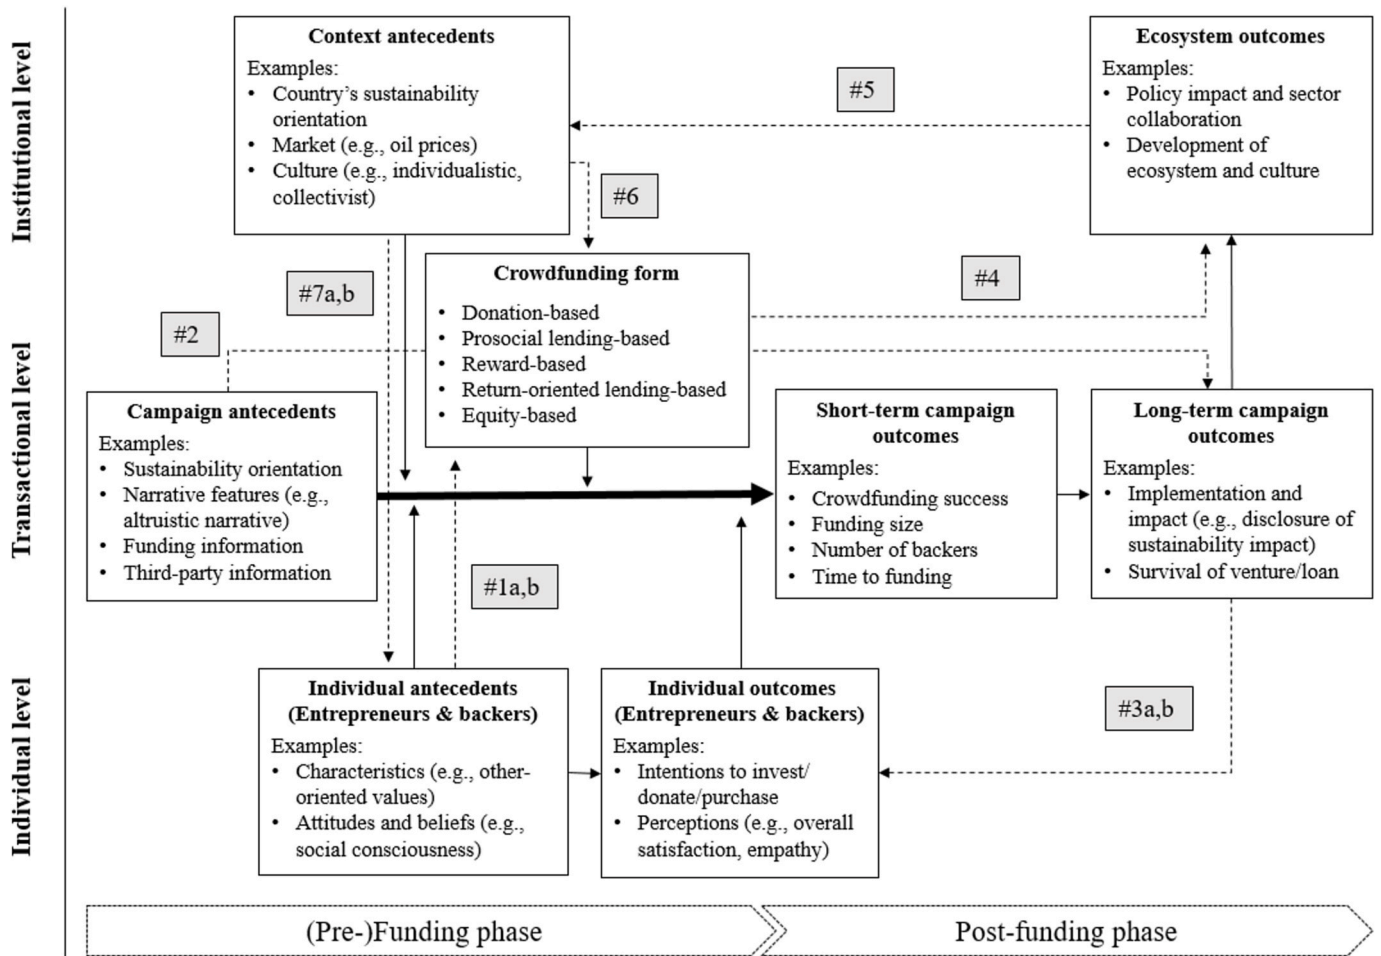 Institutional level
Transactional level
Individual level
Context antecedents
Examples:
• Country's sustainability
orientation
• Market (e.g., oil prices)
• Culture (e.g., individualistic,
collectivist)
#5
Ecosystem outcomes
Examples:
• Policy impact and sector
collaboration
• Development of
ecosystem and culture
#6
#7a,b
#4
#2
Crowdfunding form
• Donation-based
• Prosocial lending-based
• Reward-based
• Return-oriented lending-based
• Equity-based
Campaign antecedents
Examples:
• Sustainability orientation
• Narrative features (e.g.,
altruistic narrative)
• Funding information
• Third-party information
Short-term campaign
outcomes
Examples:
• Crowdfunding success
• Funding size
• Number of backers
• Time to funding
Long-term campaign
outcomes
Examples:
• Implementation and
impact (e.g., disclosure of
sustainability impact)
• Survival of venture/loan
#1a,b
#3a,b
Individual antecedents
(Entrepreneurs & backers)
Examples:
• Characteristics (e.g., other-
oriented values)
• Attitudes and beliefs (e.g.,
social consciousness)
Individual outcomes
(Entrepreneurs & backers)
Examples:
• Intentions to invest/
donate/purchase
• Perceptions (e.g., overall
satisfaction, empathy)
(Pre-)Funding phase
Post-funding phase